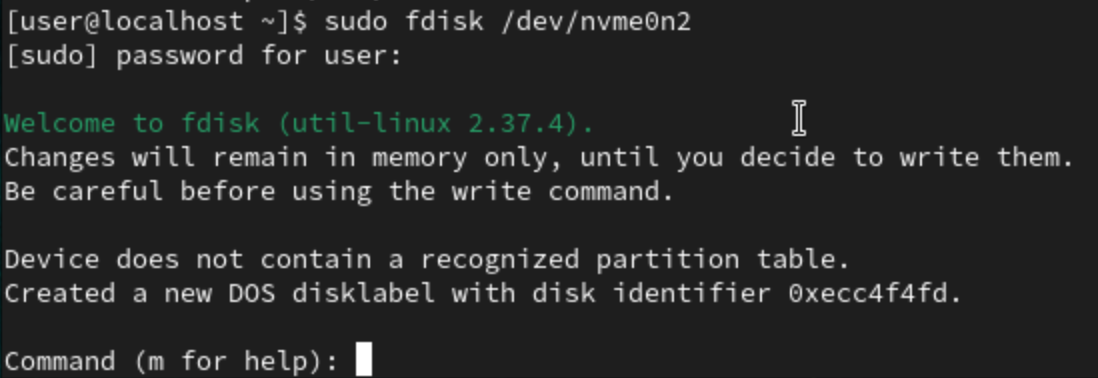 [user@localhost ~]$ sudo fdisk /dev/nvme0n2
[sudo] password for user:
Welcome to fdisk (util-linux 2.37.4).
Changes will remain in memory only, until you decide to write them.
Be careful before using the write command.
Device does not contain a recognized partition table.
Created a new DOS disklabel with disk identifier 0xecc4f4fd.
Command (m for help):